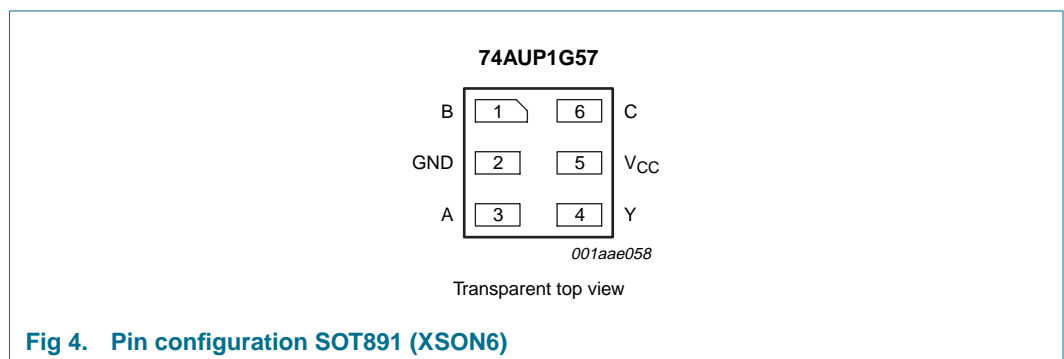 74AUP1G57
B 1 6 C
GND 2 5 VCC
A 3 4 Y
001aae058
Transparent top view
Fig 4. Pin configuration SOT891 (XSON6)